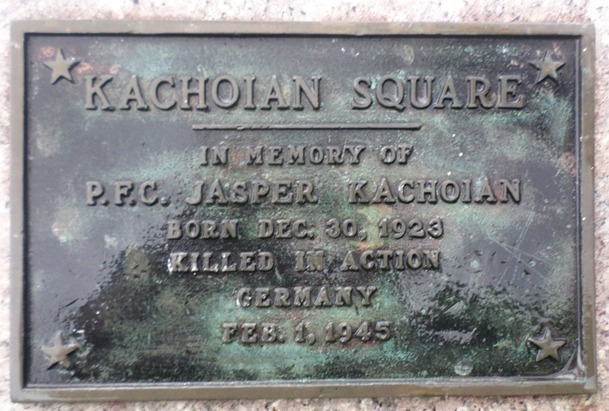 KACHOIAN SQUARE
IN MEMORY OF
P.F.C. JASPER KACHOIAN
BORN DEC. 30, 1923
KILLED IN ACTION
GERMANY
FEB. 1, 1945